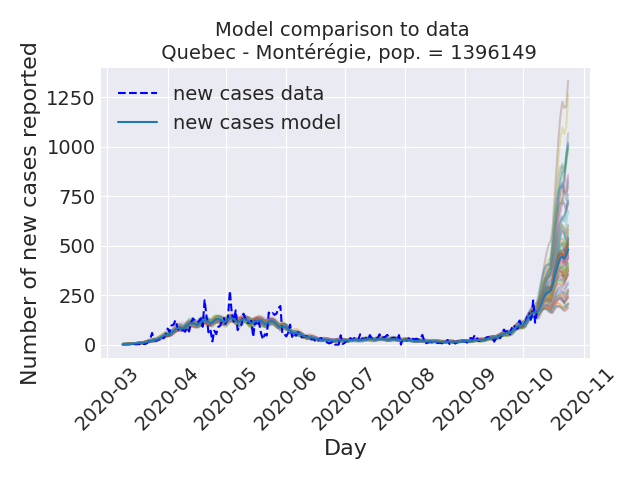 Model comparison to data
Quebec - Montérégie, pop. = 1396149
new cases data
new cases model
Number of new cases reported
1250
1000
750
500
250
0
2020-03
2020-04
2020-05
2020-06
2020-07
2020-08
2020-09
2020-10
2020-11
Day